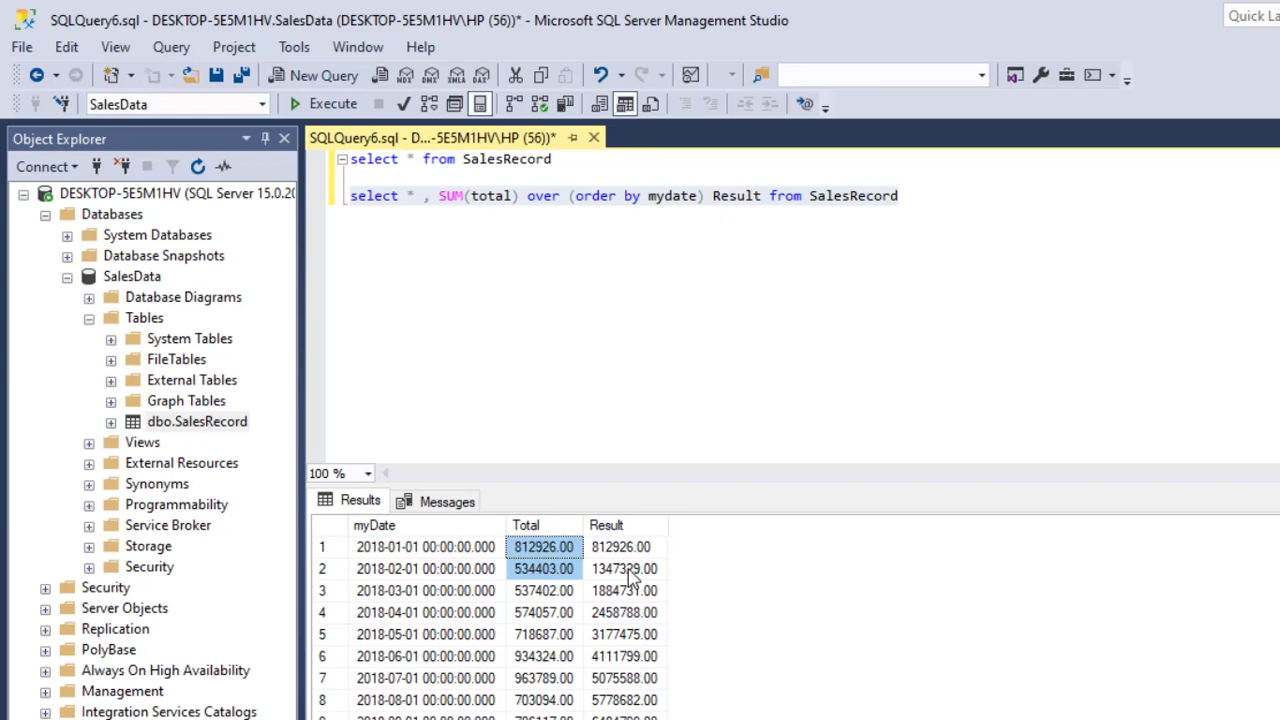 SQLQuery6.sql - DESKTOP-5E5M1HV.SalesData (DESKTOP-5E5M1HV\HP (56))* - Microsoft SQL Server Management Studio
Quick La
File Edit View Query Project Tools Window Help
New Query
SalesData Execute
Object Explorer
Connect
DESKTOP-5E5M1HV (SQL Server 15.0.20
Databases
System Databases
Database Snapshots
SalesData
Database Diagrams
Tables
System Tables
FileTables
External Tables
Graph Tables
dbo.SalesRecord
Views
External Resources
Synonyms
Programmability
Service Broker
Storage
Security
Security
Server Objects
Replication
PolyBase
Always On High Availability
Management
Integration Services Catalogs
SQLQuery6.sql - D...-5E5M1HV\HP (56))*
select * from SalesRecord
select * , SUM(total) over (order by mydate) Result from SalesRecord
100 %
Results Messages
myDate Total Result
1 2018-01-01 00:00:00.000 812926.00 812926.00
2 2018-02-01 00:00:00.000 534403.00 1347329.00
3 2018-03-01 00:00:00.000 537402.00 1884731.00
4 2018-04-01 00:00:00.000 574057.00 2458788.00
5 2018-05-01 00:00:00.000 718687.00 3177475.00
6 2018-06-01 00:00:00.000 934324.00 4111799.00
7 2018-07-01 00:00:00.000 963789.00 5075588.00
8 2018-08-01 00:00:00.000 703094.00 5778682.00